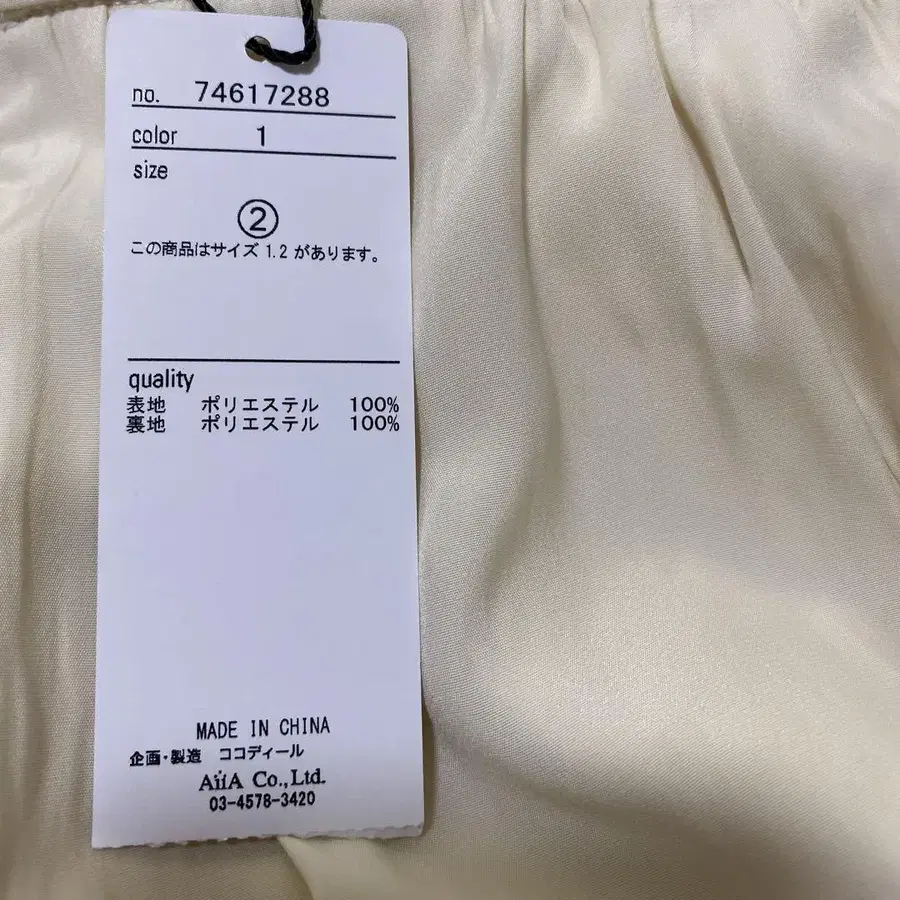 no. 74617288
color 1
size
②
この商品はサイズ 1.2 があります。
quality
表地 ポリエステル 100%
裏地 ポリエステル 100%
MADE IN CHINA
企画・製造 ココディール
AiiA Co.,Ltd.
03-4578-3420